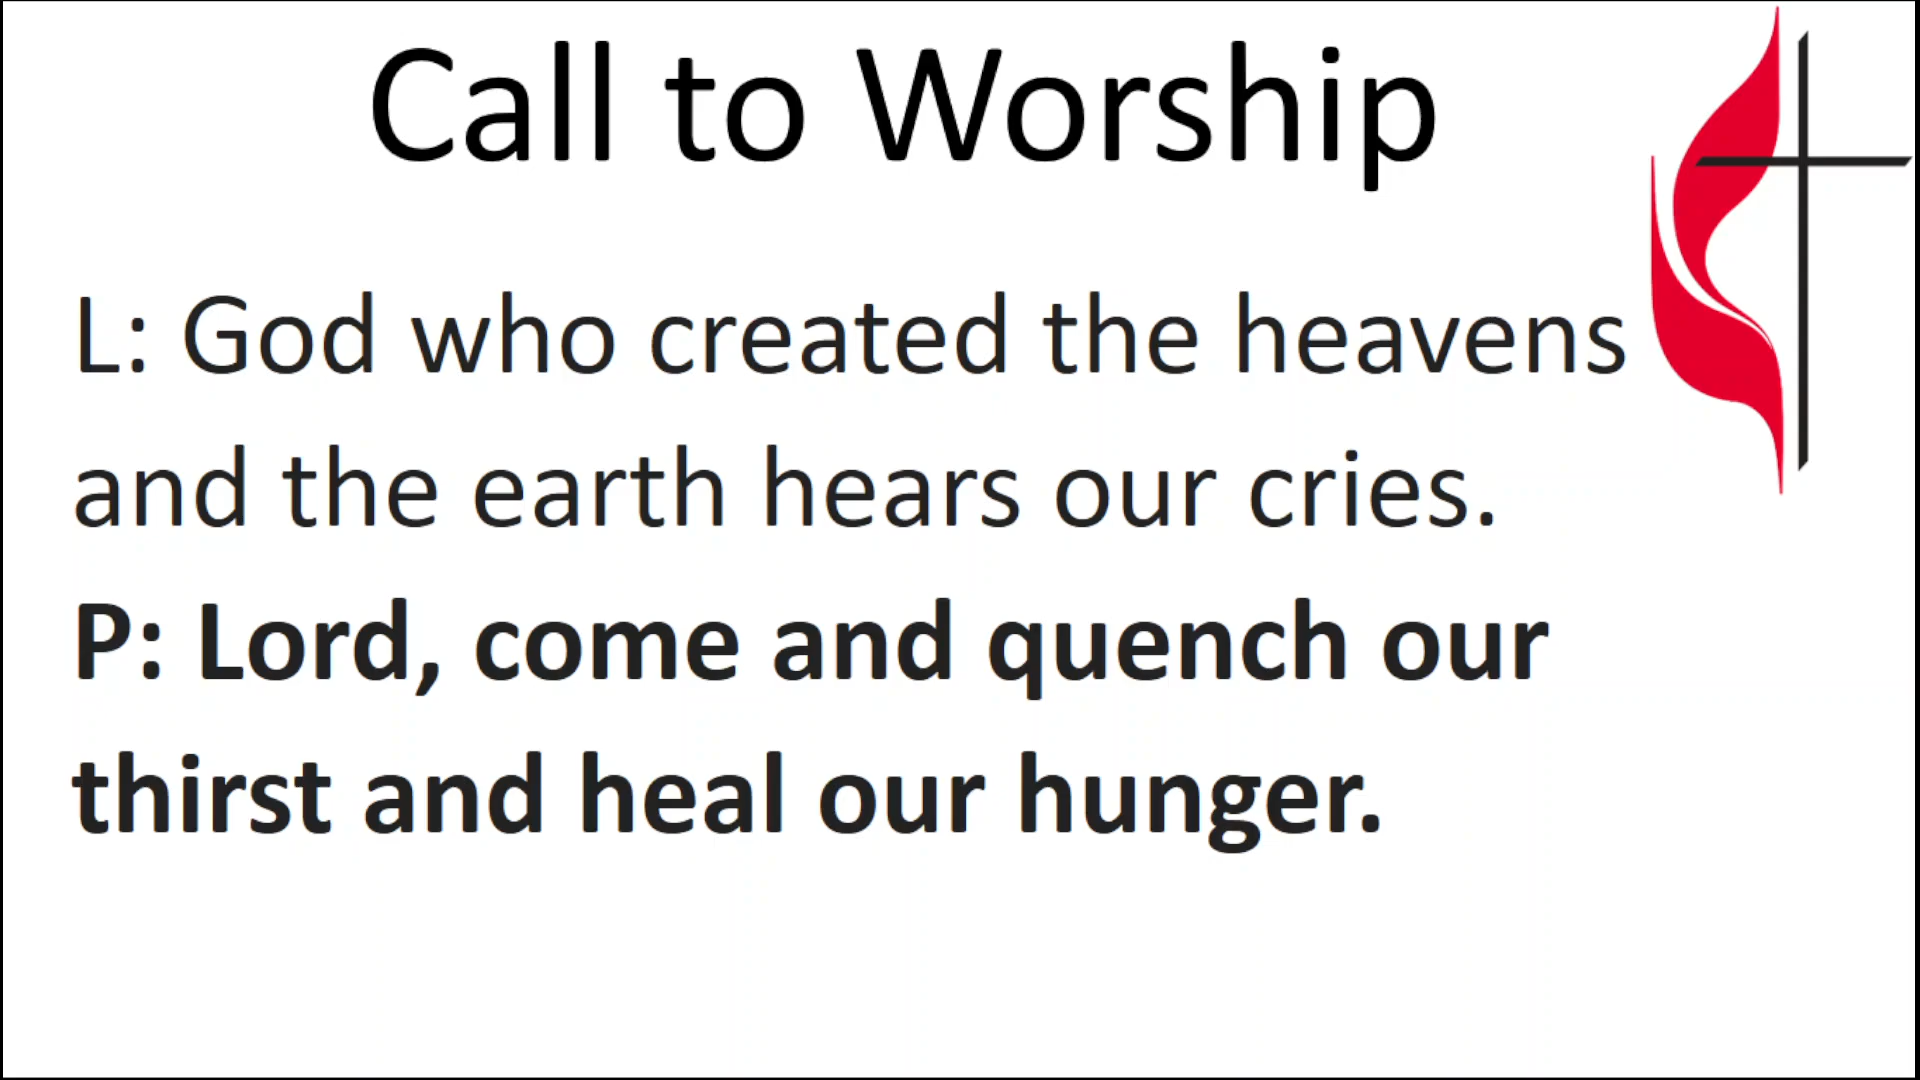 Call to Worship
L: God who created the heavens
and the earth hears our cries.
P: Lord, come and quench our
thirst and heal our hunger.